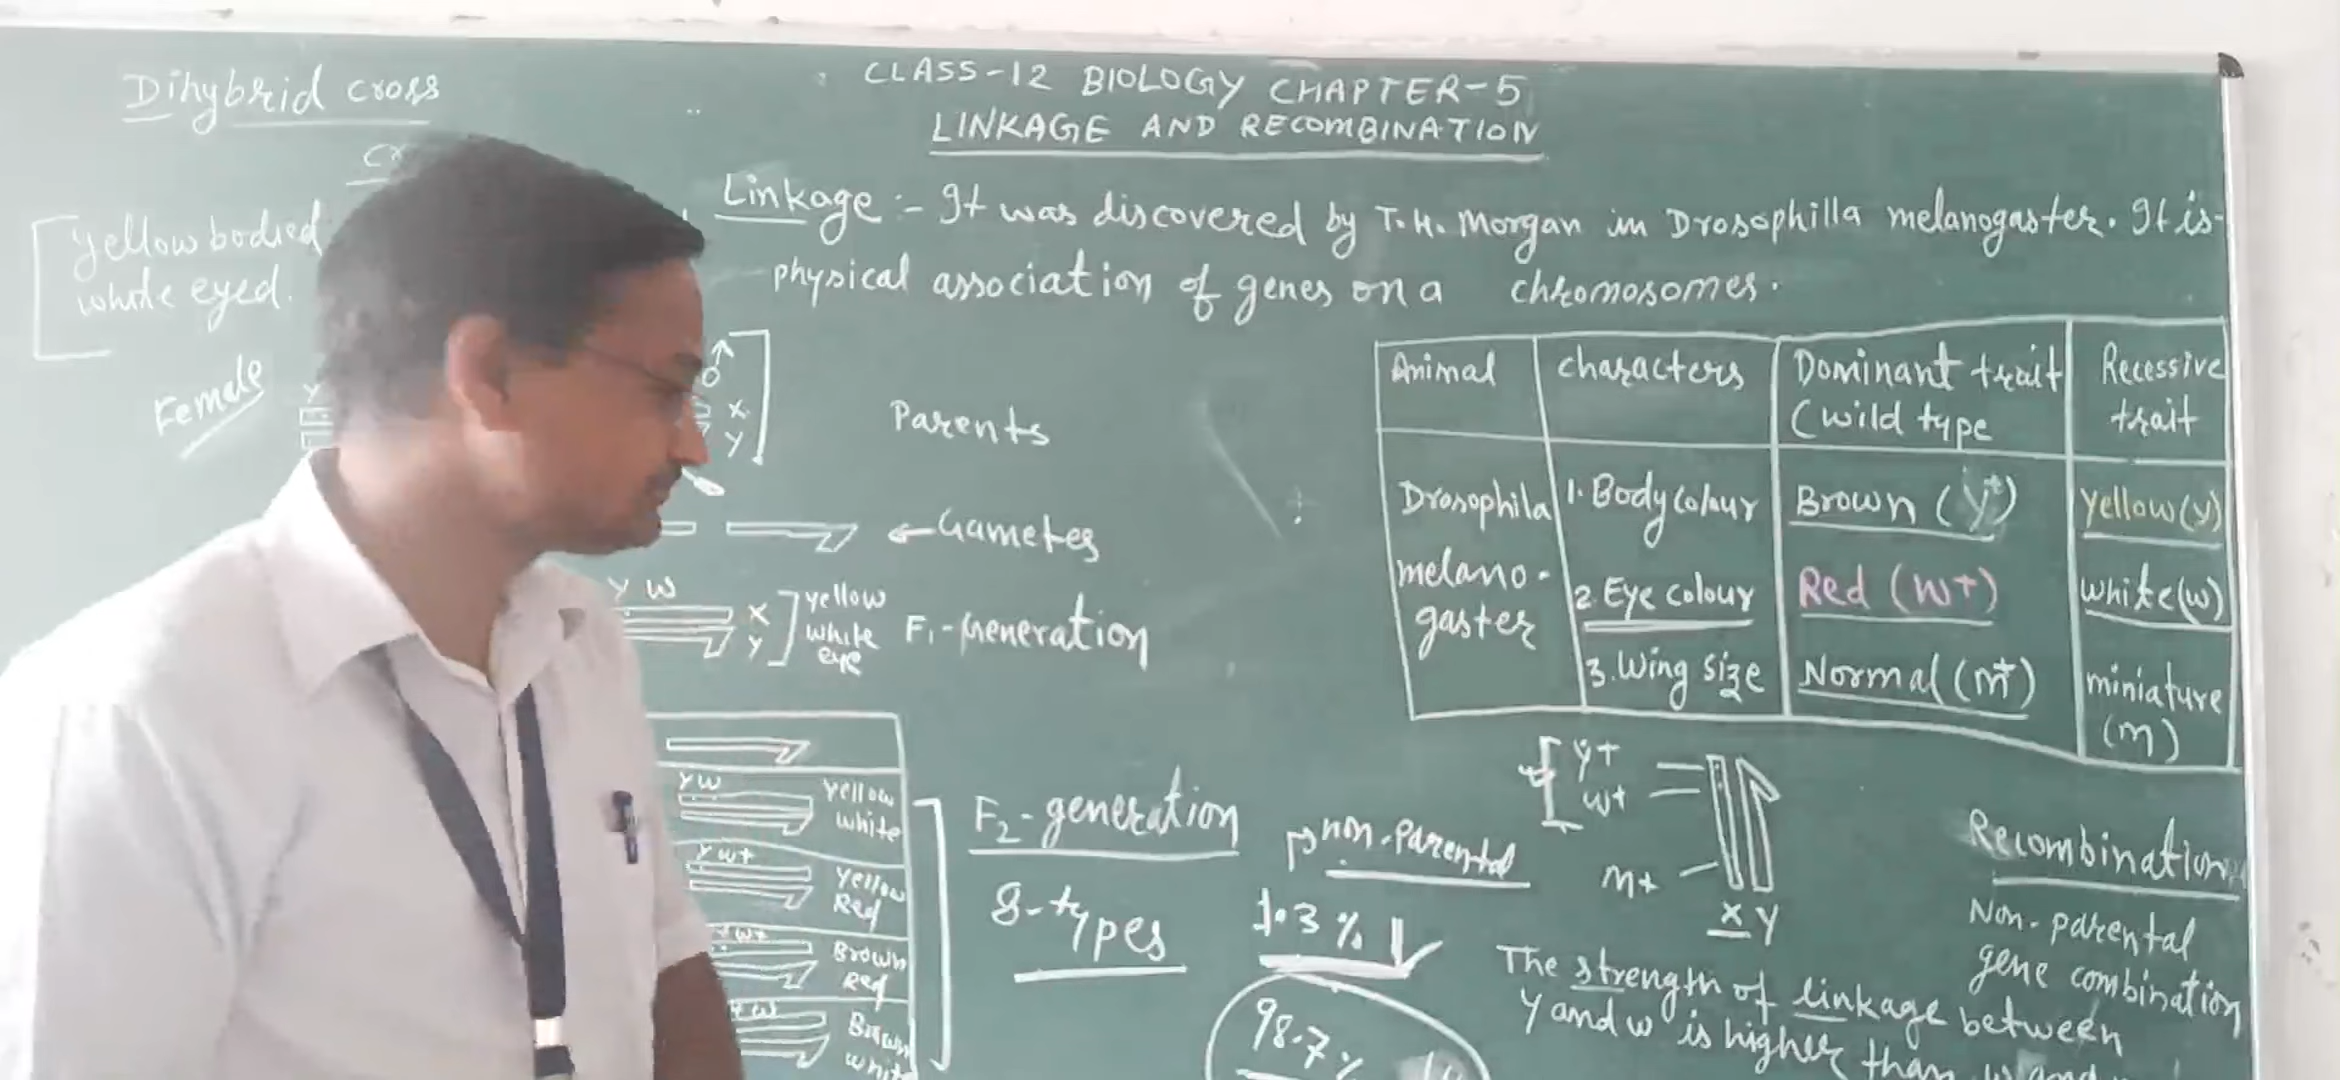 Dihybrid cross
CLASS-12 BIOLOGY CHAPTER-5
LINKAGE AND RECOMBINATION
Linkage :- It was discovered by T.H. Morgan in Drosophilla melanogaster. It is-
physical association of genes on a chromosomes.
yellow bodied
white eyed.
Female
Y
X
Y
Parents
←Gametes
Y W
X
Y
yellow
white
eye
F1-Generation
YW
yellow
white
Y W+
yellow
Red
W+
Brown
Red
W
Brown
white
F2-generation
8-types
non-parental
1.3%
98.7%
Animal
characters
Dominant trait
(wild type
Recessive
trait
Drosophila
melano-
gaster
1. Body colour
Brown (y+)
yellow(y)
2. Eye colour
Red (w+)
white(w)
3. Wing size
Normal (m+)
miniature
(m)
y+
w+
m+
X Y
Recombination
Non-parental
gene combination
The strength of linkage between
Y and w is higher than w and